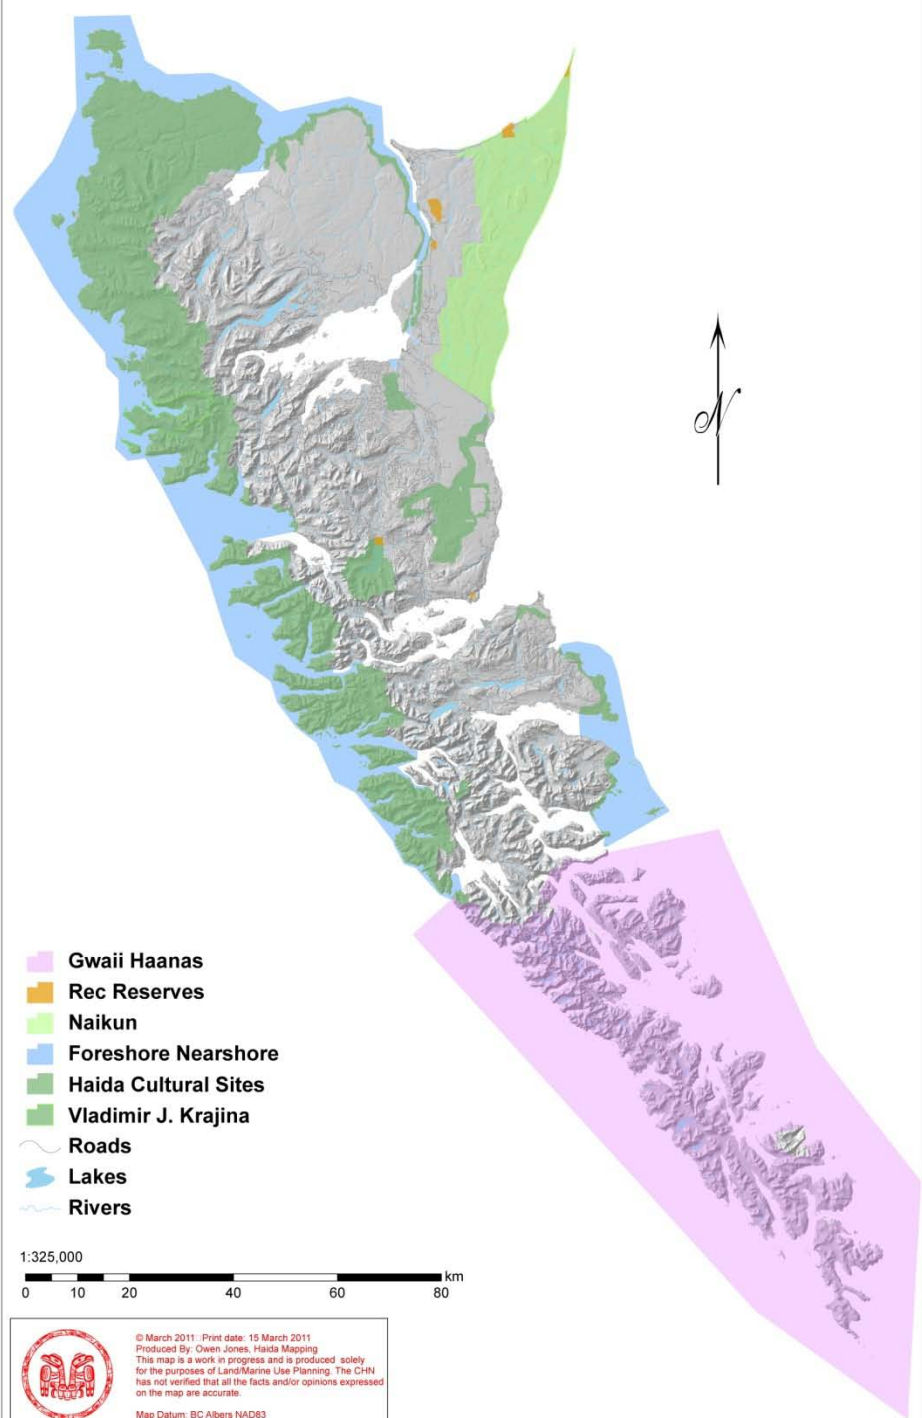 N
Gwaii Haanas
Rec Reserves
Naikun
Foreshore Nearshore
Haida Cultural Sites
Vladimir J. Krajina
Roads
Lakes
Rivers
1:325,000
km
0 10 20 40 60 80
© March 2011 Print date: 15 March 2011
Produced By: Owen Jones, Haida Mapping
This map is a work in progress and is produced solely
for the purposes of Land/Marine Use Planning. The CHN
has not verified that all the facts and/or opinions expressed
on the map are accurate.
Map Datum: BC Albers NAD83